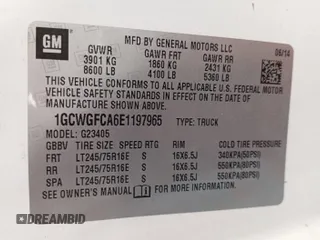 GM
MFD BY GENERAL MOTORS LLC 06/14
GVWR GAWR FRT GAWR RR
3901 KG 1860 KG 2431 KG
8600 LB 4100 LB 5360 LB
THIS VEHICLE CONFORMS TO ALL APPLICABLE U.S. FEDERAL MOTOR
VEHICLE SAFETY STANDARDS IN EFFECT ON THE DATE OF
MANUFACTURE SHOWN ABOVE.
1GCWGFCA6E1197965 TYPE: TRUCK
MODEL: G23405
GBBV TIRE SIZE SPEED RTG RIM COLD TIRE PRESSURE
FRT LT245/75R16E S 16X6.5J 340KPA(50PSI)
RR LT245/75R16E S 16X6.5J 550KPA(80PSI)
SPA LT245/75R16E S 16X6.5J 550KPA(80PSI)
SEE OWNER'S MANUAL FOR ADDITIONAL INFORMATION
DREAMBID